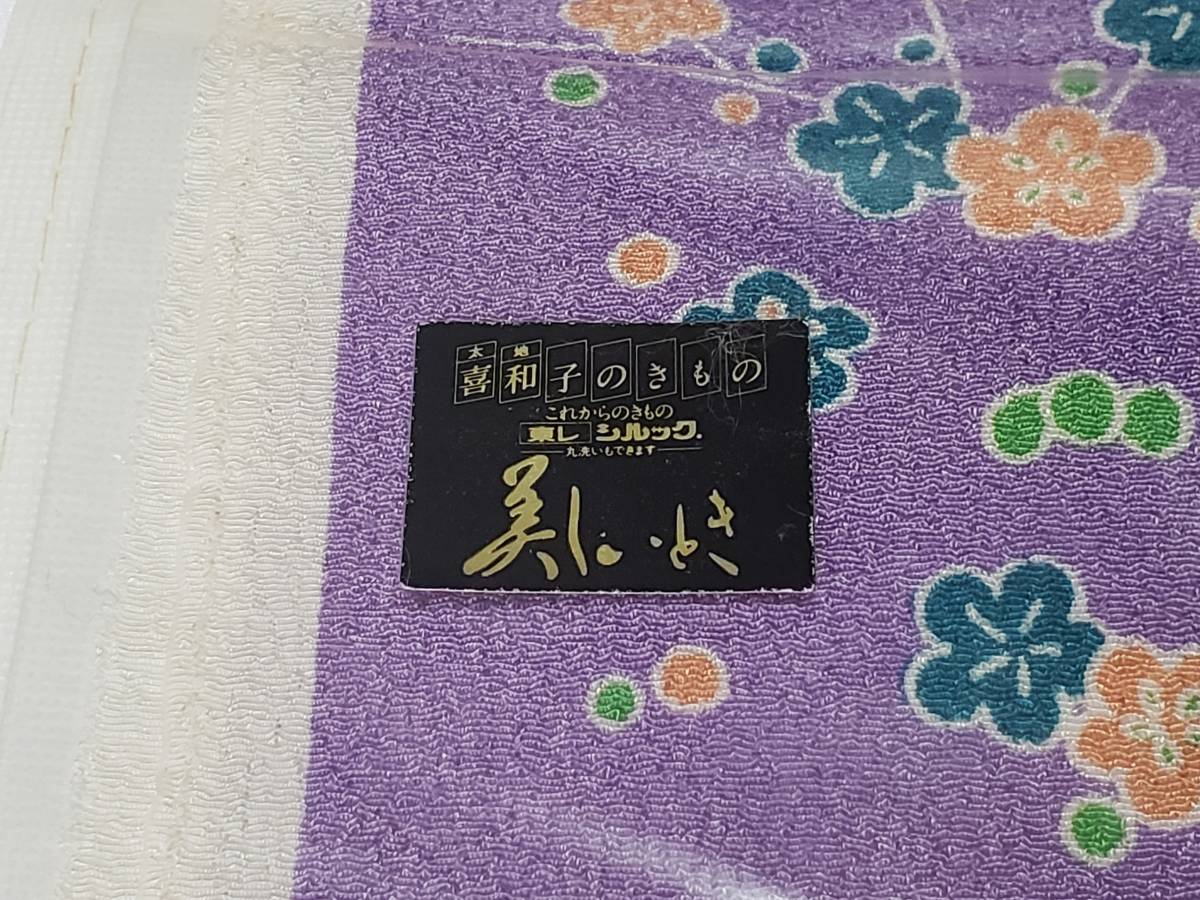 太地
喜和子のきもの
これからのきもの
東レ シルック®
丸洗いもできます
美しいとき